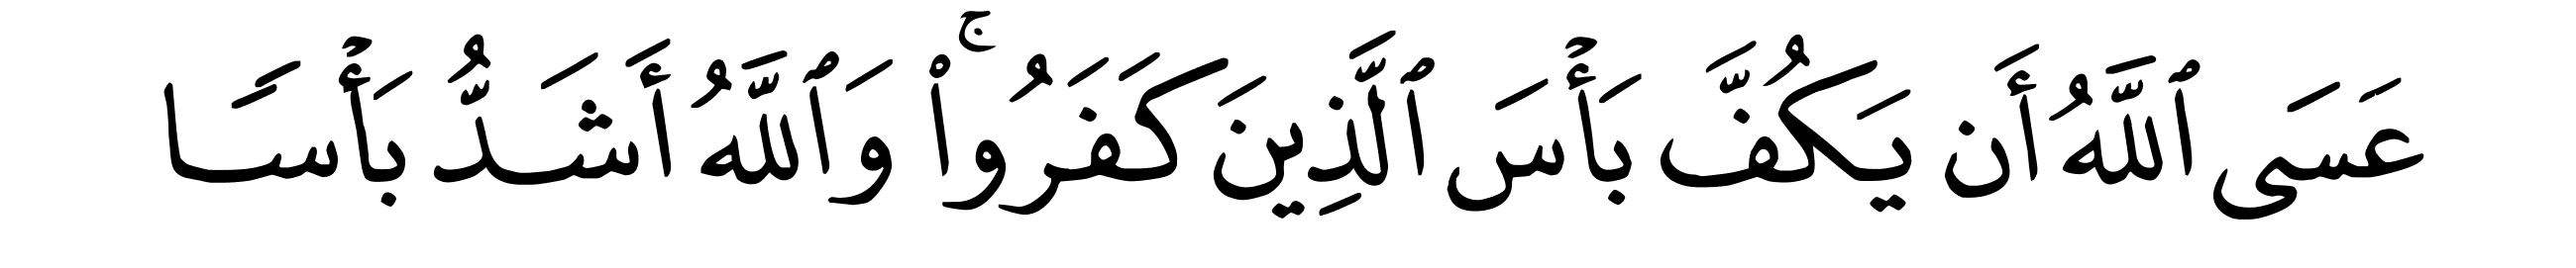 عَسَى ٱللَّهُ أَن يَكُفَّ بَأۡسَ ٱلَّذِينَ كَفَرُواْۚ وَٱللَّهُ أَشَدُّ بَأۡسٗا